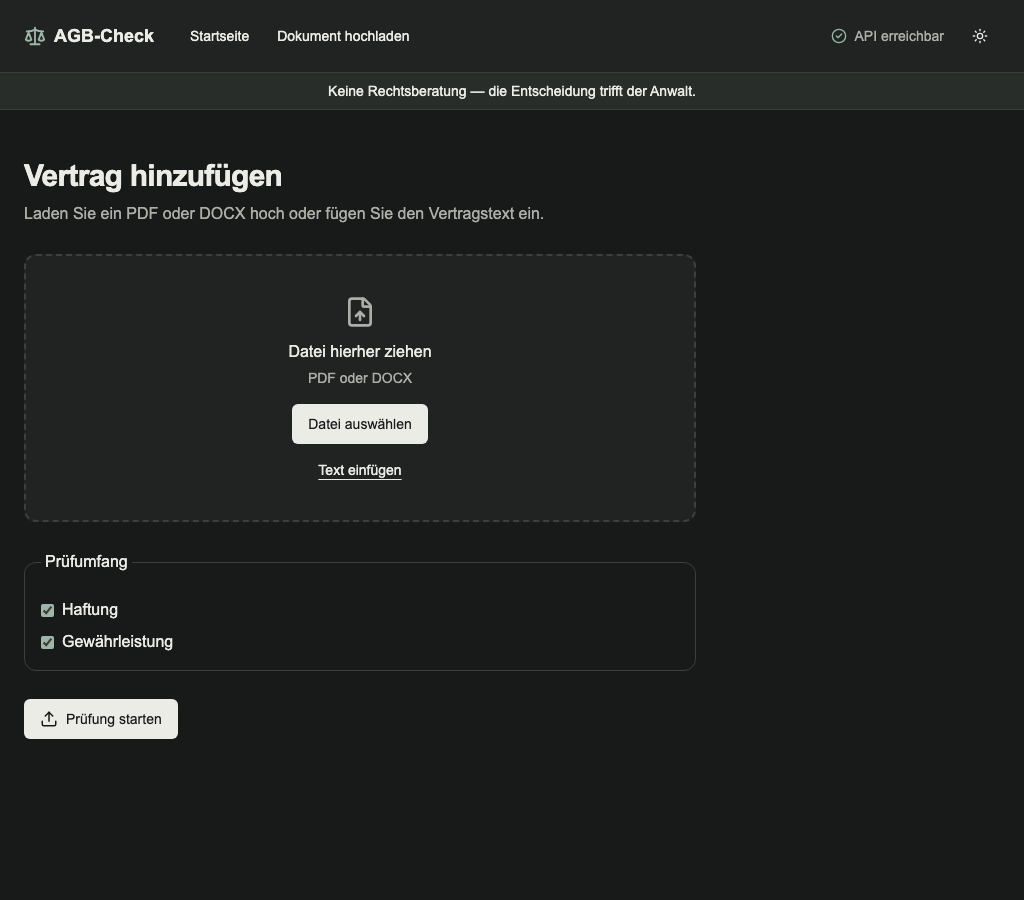 AGB-Check
Startseite
Dokument hochladen
API erreichbar
Keine Rechtsberatung — die Entscheidung trifft der Anwalt.
Vertrag hinzufügen
Laden Sie ein PDF oder DOCX hoch oder fügen Sie den Vertragstext ein.
Datei hierher ziehen
PDF oder DOCX
Datei auswählen
Text einfügen
Prüfumfang
Haftung
Gewährleistung
Prüfung starten